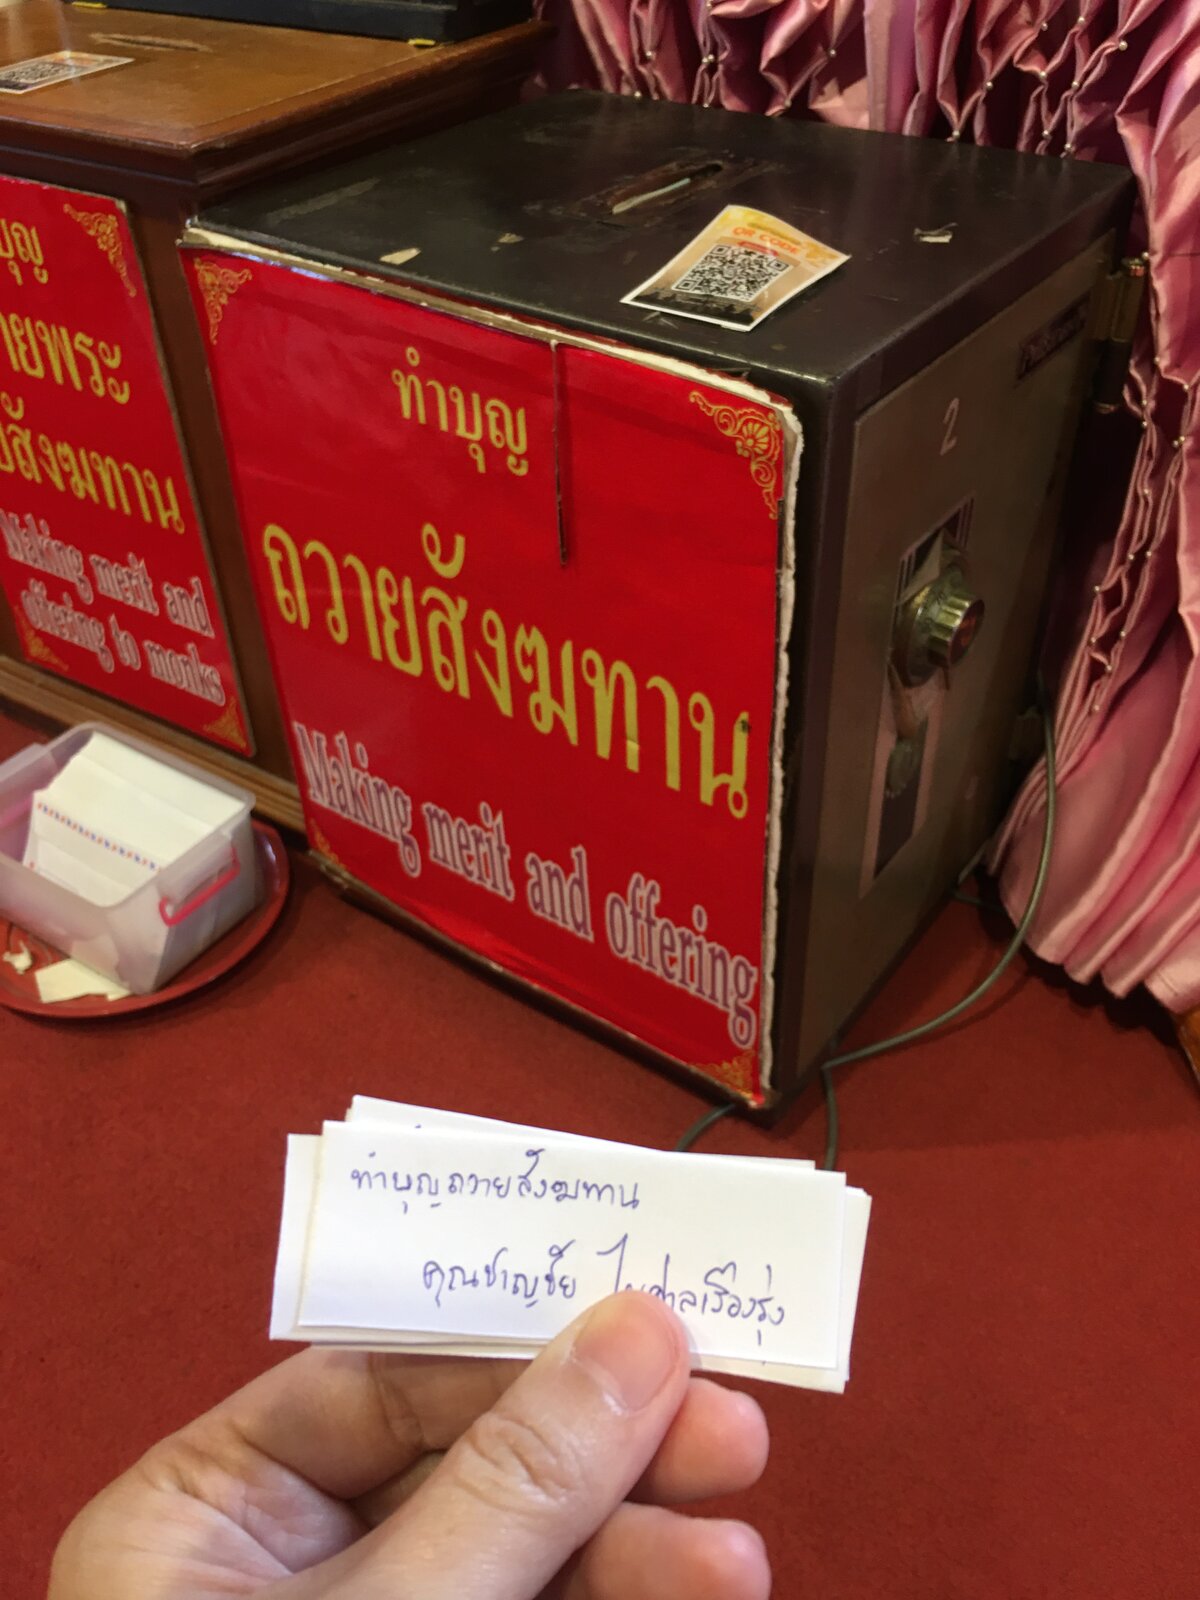 บุญ
ายพระ
สังฆทาน
Making merit and
offering to monks
QR CODE
ทำบุญ
ถวายสังฆทาน
Making merit and offering
2
ทำบุญถวายสังฆทาน
คุณชาญชัย ไพศาลเรืองรุ่ง